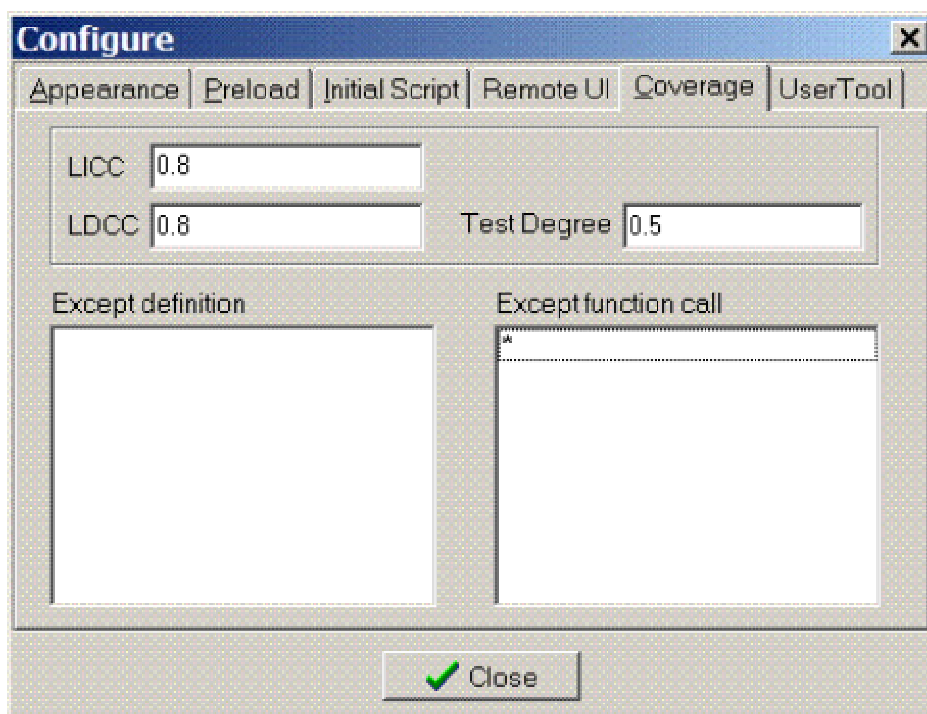 Configure
Appearance Preload Initial Script Remote UI Coverage UserTool
LICC 0.8
LDCC 0.8 Test Degree 0.5
Except definition Except function call
*
Close